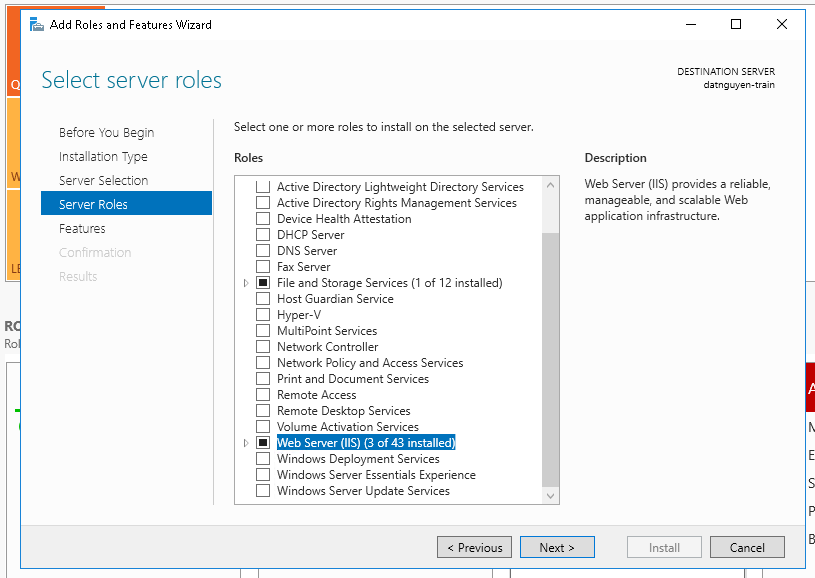 Add Roles and Features Wizard
Select server roles
DESTINATION SERVER
datnguyen-train
Before You Begin
Installation Type
Server Selection
Server Roles
Features
Confirmation
Results
Select one or more roles to install on the selected server.
Roles
Active Directory Lightweight Directory Services
Active Directory Rights Management Services
Device Health Attestation
DHCP Server
DNS Server
Fax Server
File and Storage Services (1 of 12 installed)
Host Guardian Service
Hyper-V
MultiPoint Services
Network Controller
Network Policy and Access Services
Print and Document Services
Remote Access
Remote Desktop Services
Volume Activation Services
Web Server (IIS) (3 of 43 installed)
Windows Deployment Services
Windows Server Essentials Experience
Windows Server Update Services
Description
Web Server (IIS) provides a reliable,
manageable, and scalable Web
application infrastructure.
< Previous
Next >
Install
Cancel